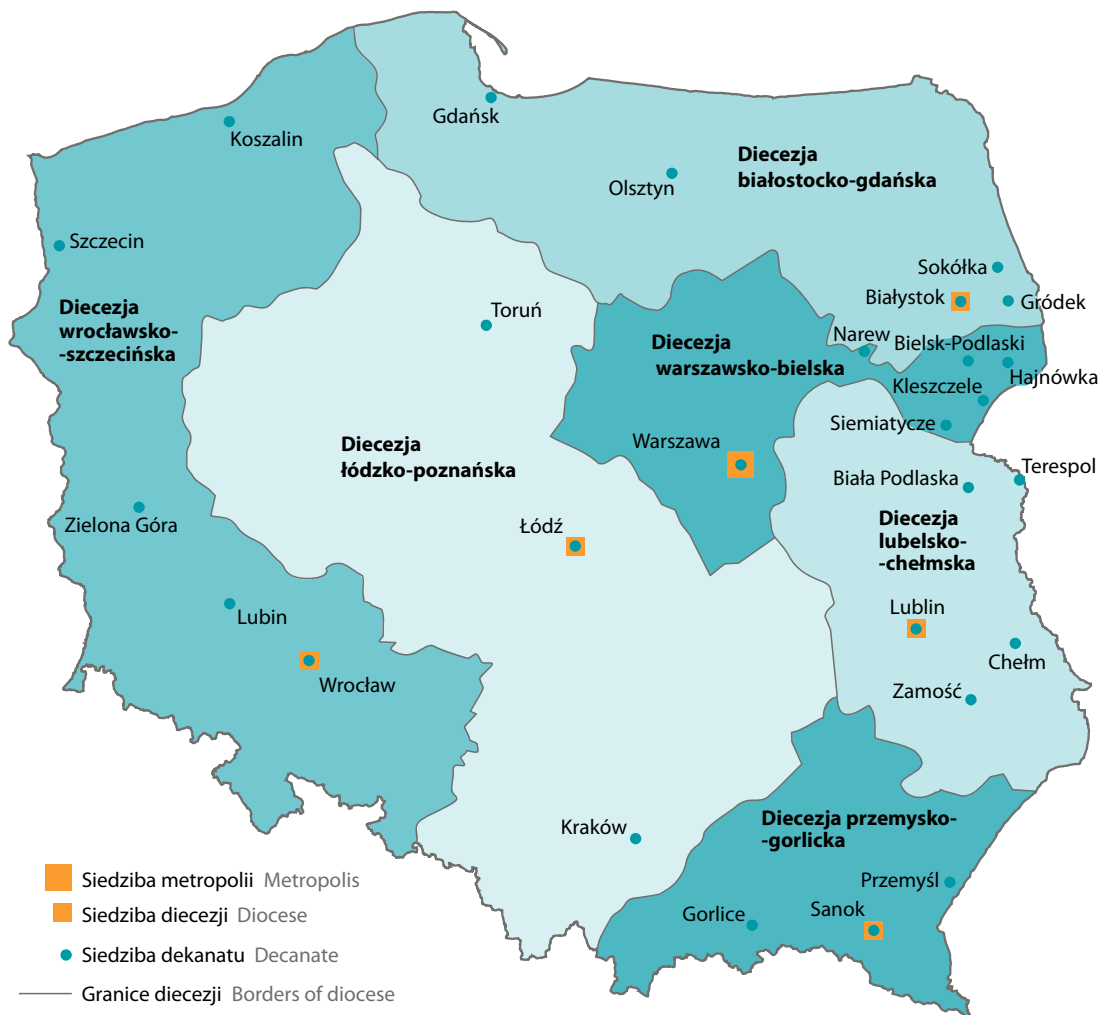 Gdańsk
Koszalin
Diecezja
białostocko-gdańska
Olsztyn
Szczecin
Sokółka
Białystok
Gródek
Diecezja
wrocławsko-
-szczecińska
Toruń
Narew
Bielsk-Podlaski
Diecezja
warszawsko-bielska
Hajnówka
Kleszczele
Siemiatycze
Diecezja
łódzko-poznańska
Warszawa
Terespol
Biała Podlaska
Zielona Góra
Łódź
Diecezja
lubelsko-
-chełmska
Lubin
Lublin
Chełm
Wrocław
Zamość
Diecezja przemysko-
-gorlicka
Kraków
Przemyśl
Gorlice
Sanok
Siedziba metropolii Metropolis
Siedziba diecezji Diocese
Siedziba dekanatu Decanate
Granice diecezji Borders of diocese